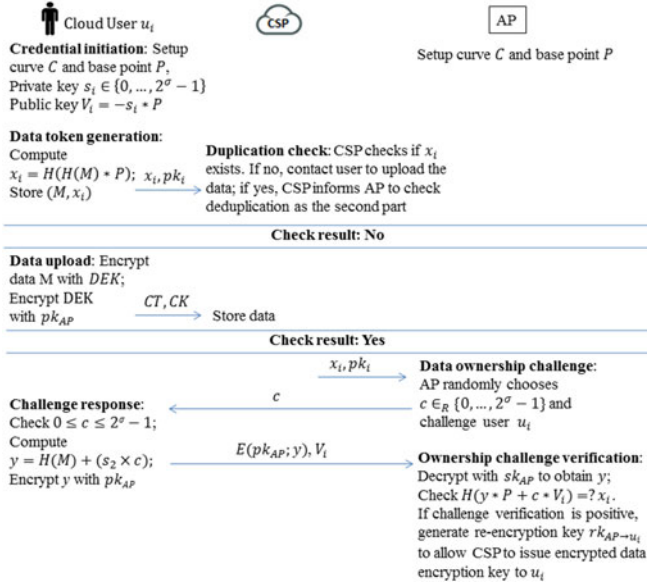 Cloud User u_i
CSP
AP
Credential initiation: Setup
curve C and base point P,
Private key s_i ∈ {0, …, 2^σ − 1}
Public key V_i = −s_i * P
Setup curve C and base point P
Data token generation:
Compute
x_i = H(H(M) * P);
Store (M, x_i)
x_i, pk_i
Duplication check: CSP checks if x_i
exists. If no, contact user to upload the
data; if yes, CSP informs AP to check
deduplication as the second part
Check result: No
Data upload: Encrypt
data M with DEK;
Encrypt DEK
with pk_AP
CT, CK
Store data
Check result: Yes
x_i, pk_i
Data ownership challenge:
AP randomly chooses
c ∈_R {0, …, 2^σ − 1} and
challenge user u_i
c
Challenge response:
Check 0 ≤ c ≤ 2^σ − 1;
Compute
y = H(M) + (s_2 × c);
Encrypt y with pk_AP
E(pk_AP; y), V_i
Ownership challenge verification:
Decrypt with sk_AP to obtain y;
Check H(y * P + c * V_i) =? x_i.
If challenge verification is positive,
generate re-encryption key rk_AP→u_i
to allow CSP to issue encrypted data
encryption key to u_i